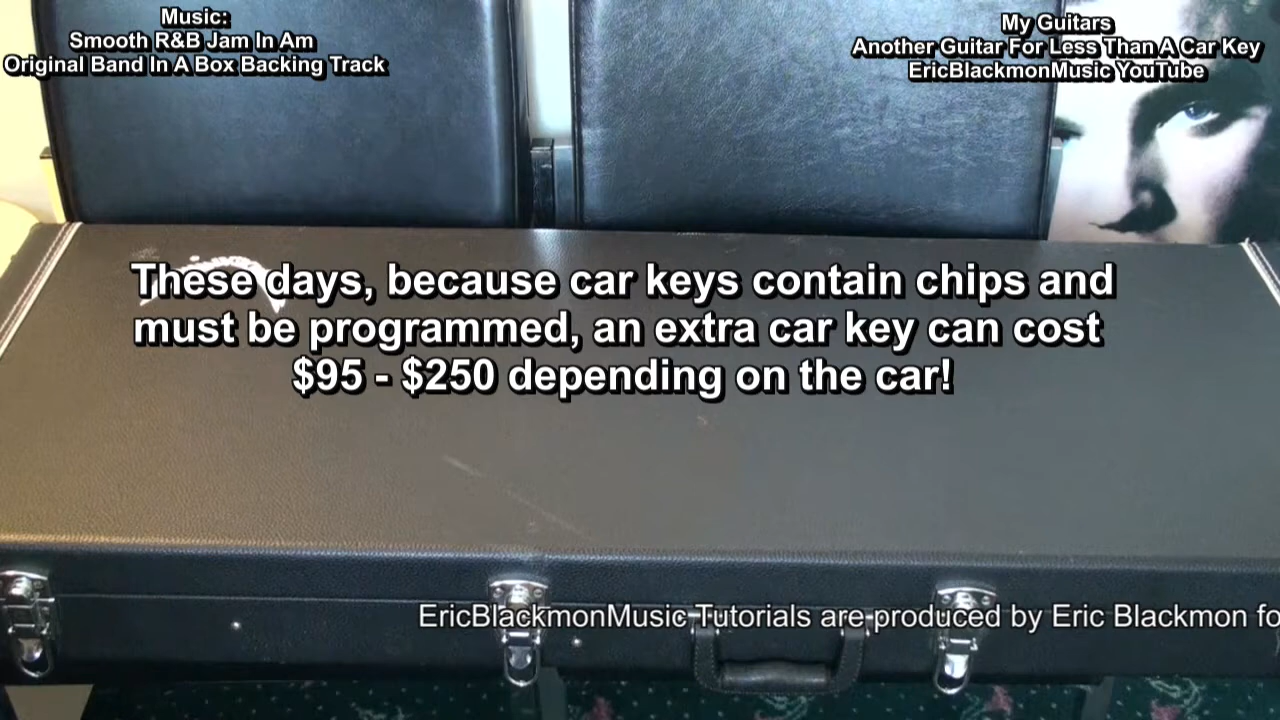 Music:
Smooth R&B Jam In Am
Original Band In A Box Backing Track
My Guitars
Another Guitar For Less Than A Car Key
EricBlackmonMusic YouTube
These days, because car keys contain chips and
must be programmed, an extra car key can cost
$95 - $250 depending on the car!
EricBlackmonMusic Tutorials are produced by Eric Blackmon fo